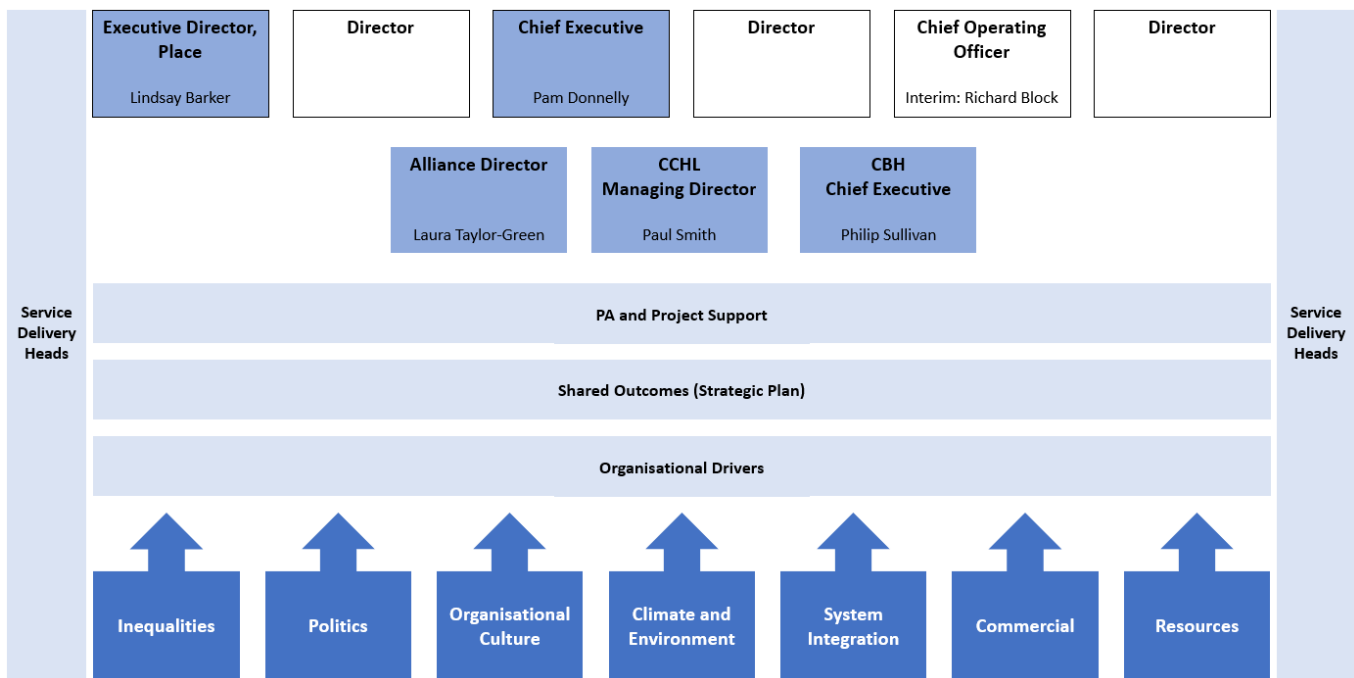 Executive Director,
Place
Lindsay Barker
Director
Chief Executive
Pam Donnelly
Director
Chief Operating
Officer
Interim: Richard Block
Director
Alliance Director
Laura Taylor-Green
CCHL
Managing Director
Paul Smith
CBH
Chief Executive
Philip Sullivan
Service
Delivery
Heads
PA and Project Support
Shared Outcomes (Strategic Plan)
Organisational Drivers
Service
Delivery
Heads
Inequalities
Politics
Organisational
Culture
Climate and
Environment
System
Integration
Commercial
Resources